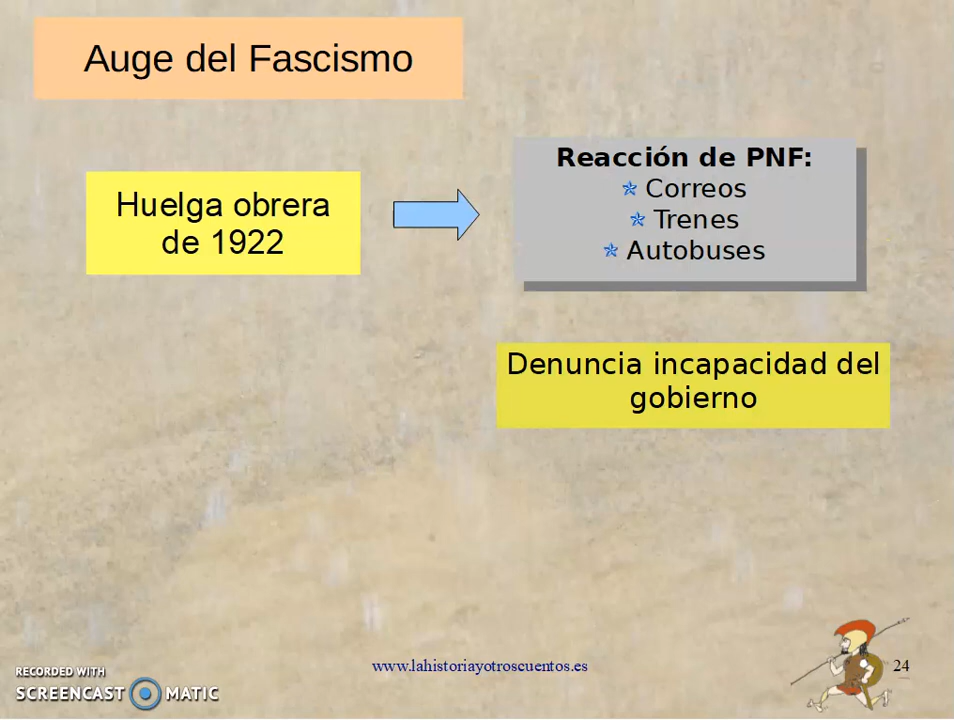 Auge del Fascismo
Huelga obrera
de 1922
Reacción de PNF:
Correos
Trenes
Autobuses
Denuncia incapacidad del
gobierno
www.lahistoriayotroscuentos.es
24
RECORDED WITH
SCREENCAST MATIC